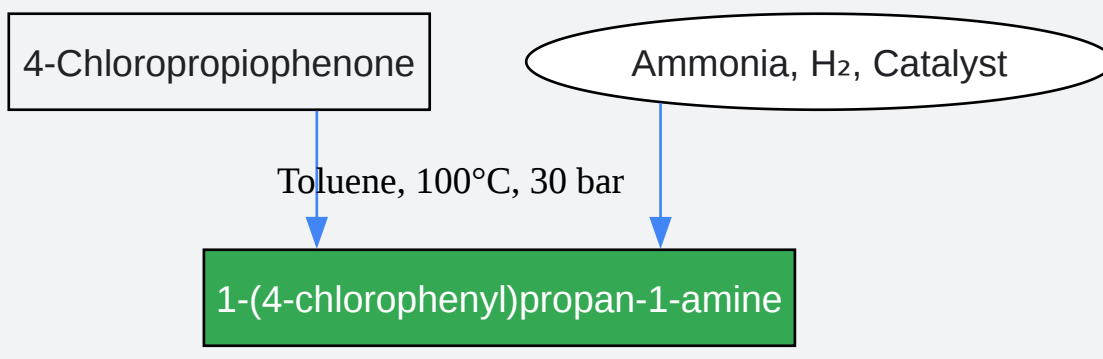 4-Chloropropiophenone
Ammonia, H₂, Catalyst
Toluene, 100°C, 30 bar
1-(4-chlorophenyl)propan-1-amine